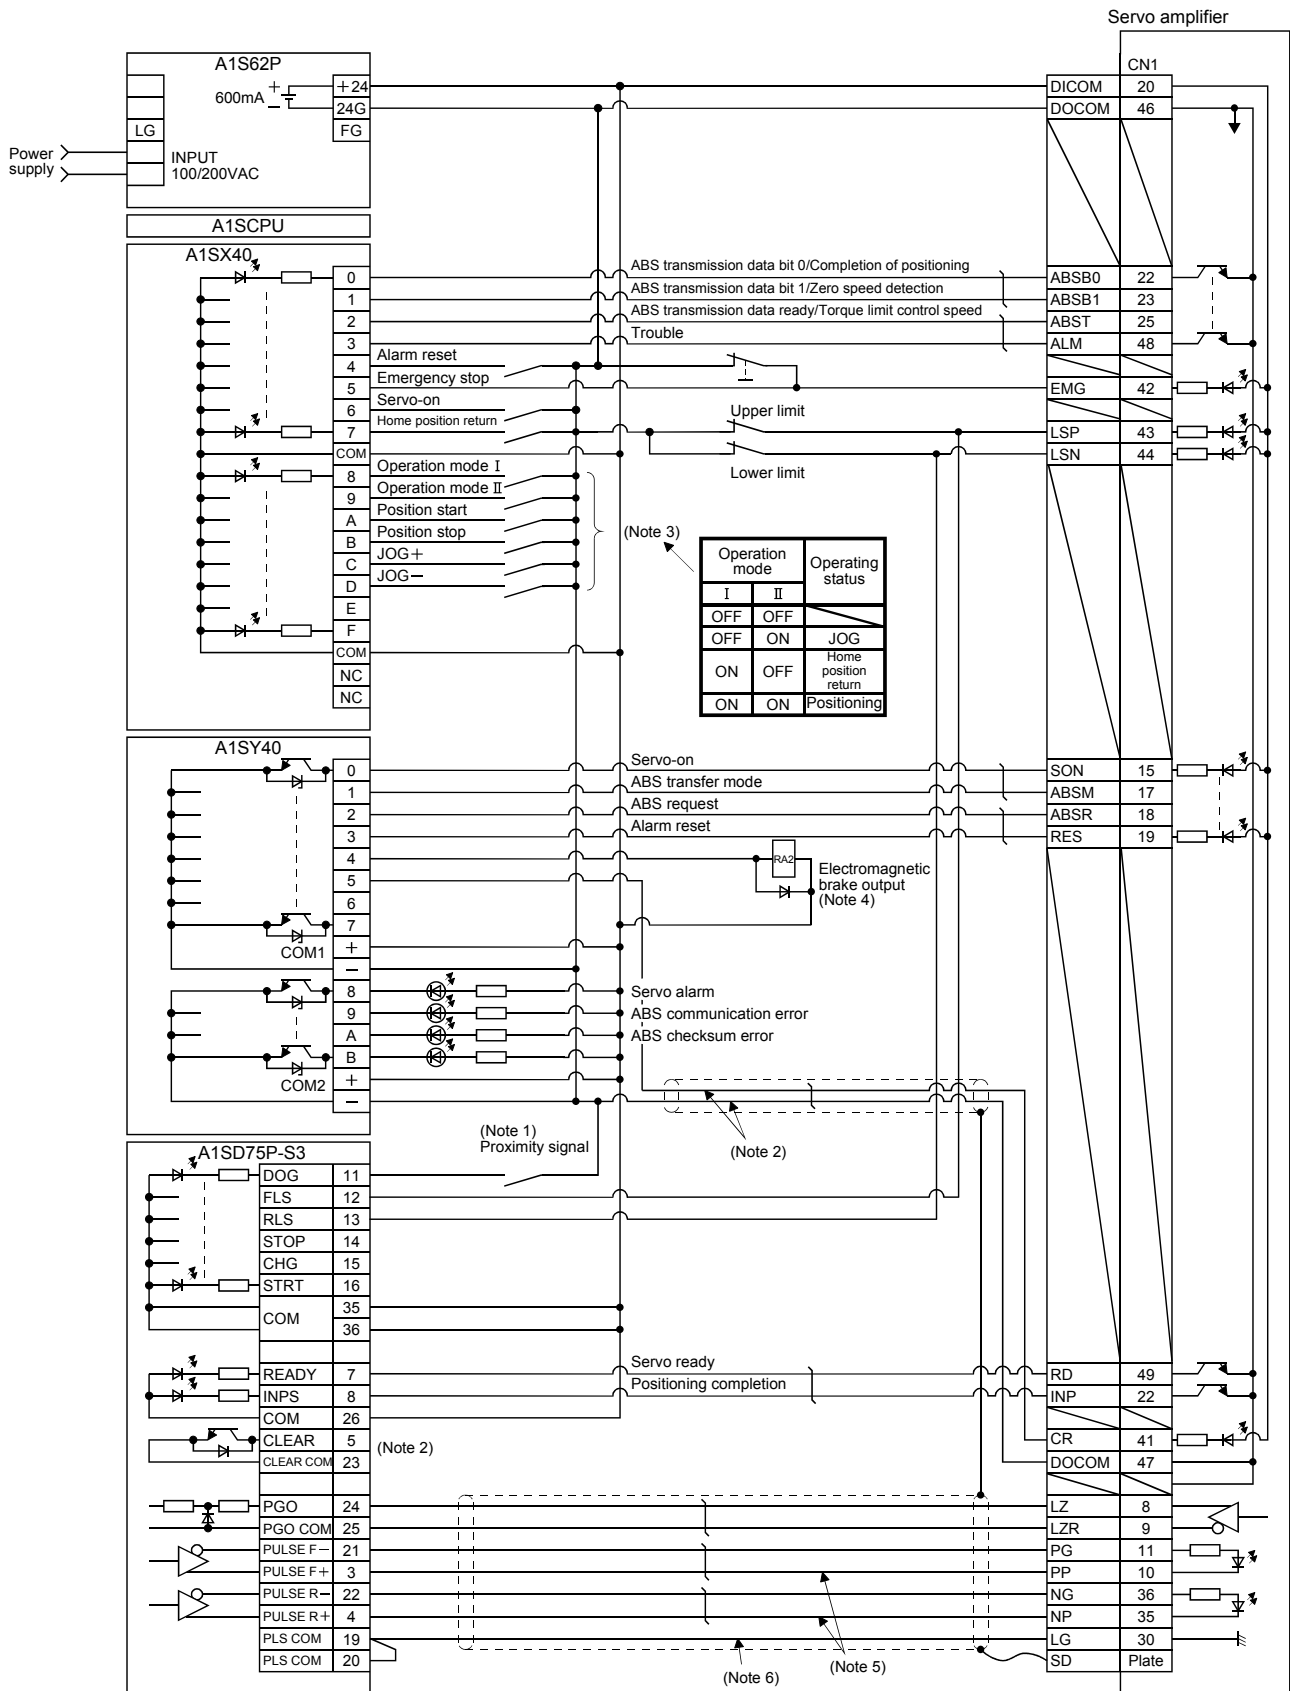 Servo amplifier
A1S62P
CN1
+
600mA
−
+24
24G
LG
FG
Power
supply
INPUT
100/200VAC
DICOM 20
DOCOM 46
A1SCPU
A1SX40
0
ABS transmission data bit 0/Completion of positioning
ABSB0 22
1
ABS transmission data bit 1/Zero speed detection
ABSB1 23
2
ABS transmission data ready/Torque limit control speed
ABST 25
3
Trouble
ALM 48
4
Alarm reset
5
Emergency stop
EMG 42
6
Servo-on
7
Home position return
Upper limit
LSP 43
COM
Lower limit
LSN 44
8
Operation mode Ⅰ
9
Operation mode Ⅱ
A
Position start
B
Position stop
C
JOG+
D
JOG−
E
F
COM
NC
NC
(Note 3)
Operation
mode
Operating
status
Ⅰ Ⅱ
OFF OFF
OFF ON JOG
ON OFF Home
position
return
ON ON Positioning
A1SY40
0
Servo-on
SON 15
1
ABS transfer mode
ABSM 17
2
ABS request
ABSR 18
3
Alarm reset
RES 19
4
RA2
Electromagnetic
brake output
(Note 4)
5
6
7
COM1
+
−
8
Servo alarm
9
ABS communication error
A
ABS checksum error
B
COM2
+
−
(Note 1)
Proximity signal
(Note 2)
A1SD75P-S3
DOG 11
FLS 12
RLS 13
STOP 14
CHG 15
STRT 16
COM 35
36
READY 7
Servo ready
RD 49
INPS 8
Positioning completion
INP 22
COM 26
CLEAR 5
(Note 2)
CR 41
CLEAR COM 23
DOCOM 47
PGO 24
LZ 8
PGO COM 25
LZR 9
PULSE F− 21
PG 11
PULSE F+ 3
PP 10
PULSE R− 22
NG 36
PULSE R+ 4
NP 35
PLS COM 19
LG 30
PLS COM 20
SD Plate
(Note 6)
(Note 5)